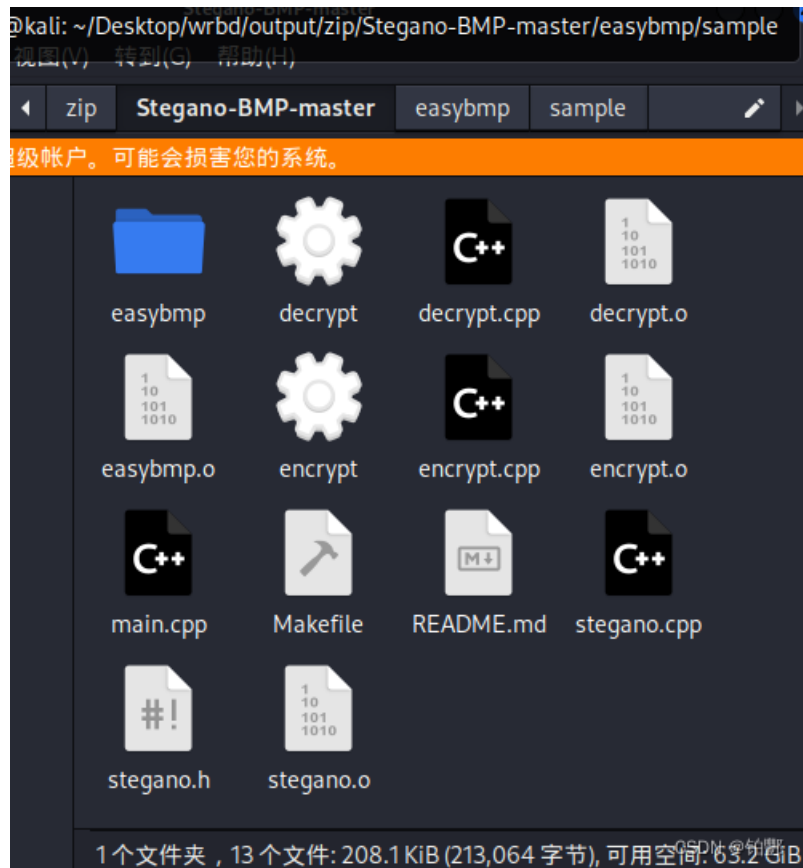 @kali: ~/Desktop/wrbd/output/zip/Stegano-BMP-master/easybmp/sample
视图(V) 转到(G) 帮助(H)
zip Stegano-BMP-master easybmp sample
超级帐户。可能会损害您的系统。
easybmp decrypt decrypt.cpp decrypt.o
easybmp.o encrypt encrypt.cpp encrypt.o
main.cpp Makefile README.md stegano.cpp
stegano.h stegano.o
1个文件夹，13个文件: 208.1 KiB (213,064 字节), 可用空间: 63.2 GiB